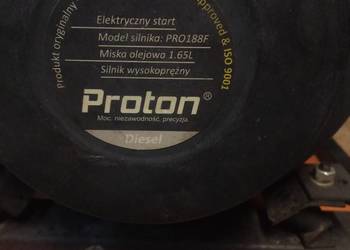 Elektryczny start
Model silnika: PRO188F
Miska olejowa 1.65L
Silnik wysokoprężny
Proton®
Moc, niezawodność, precyzja.
Diesel
Produkt oryginalny
pproved & ISO 9001